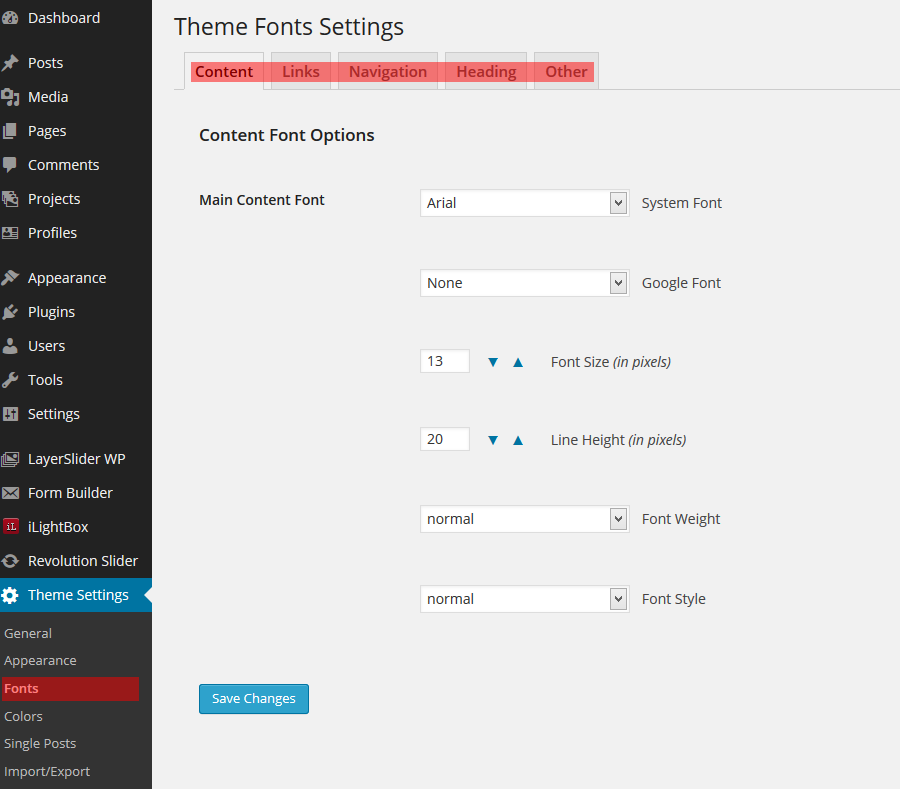 Dashboard
Posts
Media
Pages
Comments
Projects
Profiles
Appearance
Plugins
Users
Tools
Settings
LayerSlider WP
Form Builder
iL iLightBox
Revolution Slider
Theme Settings
General
Appearance
Fonts
Colors
Single Posts
Import/Export
Theme Fonts Settings
Content Links Navigation Heading Other
Content Font Options
Main Content Font Arial System Font
None Google Font
13 ▼ ▲ Font Size (in pixels)
20 ▼ ▲ Line Height (in pixels)
normal Font Weight
normal Font Style
Save Changes